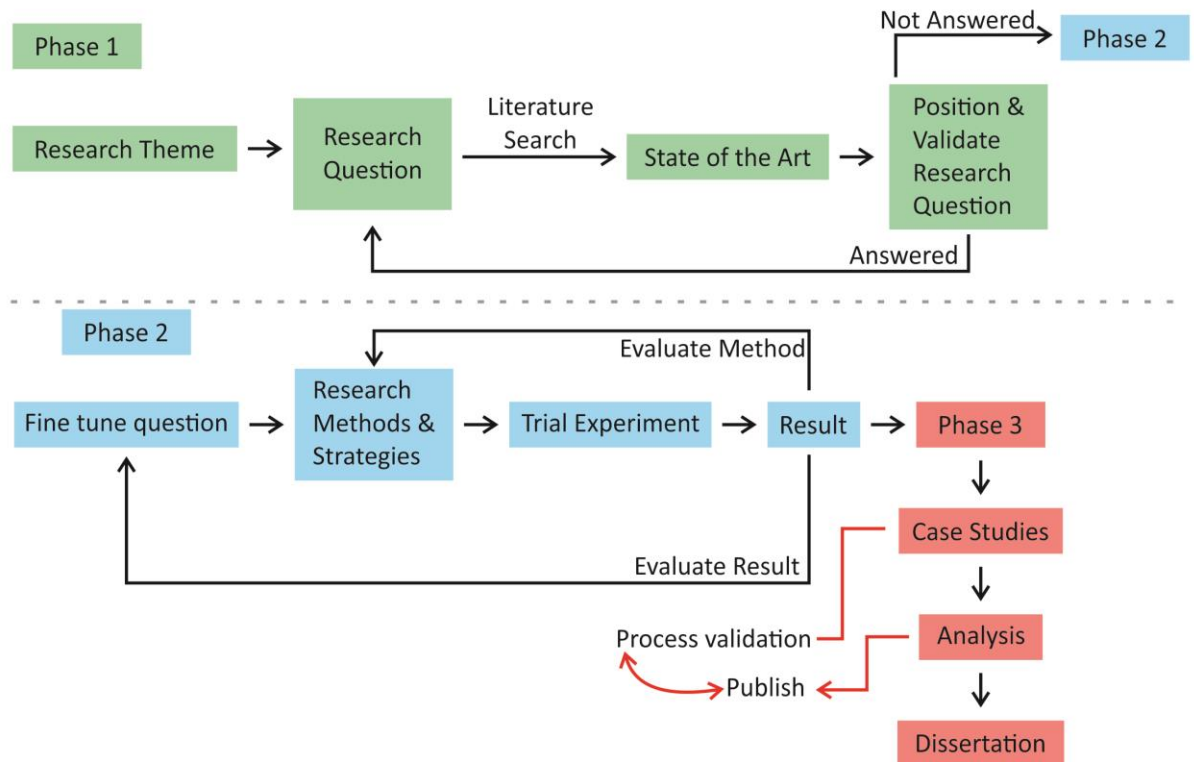 Phase 1
Not Answered
Phase 2
Research Theme
Research
Question
Literature
Search
State of the Art
Position &
Validate
Research
Question
Answered
Phase 2
Evaluate Method
Fine tune question
Research
Methods &
Strategies
Trial Experiment
Result
Phase 3
Case Studies
Evaluate Result
Process validation
Analysis
Publish
Dissertation